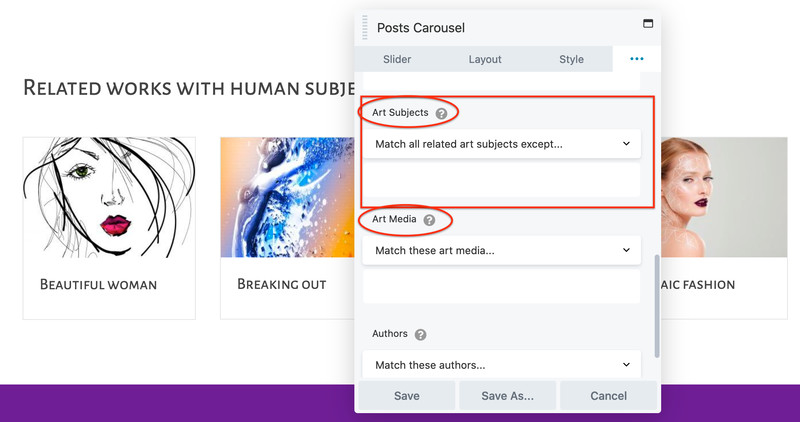 Posts Carousel
Slider Layout Style
RELATED WORKS WITH HUMAN SUBJ
Art Subjects ?
Match all related art subjects except...
Art Media ?
Match these art media...
BEAUTIFUL WOMAN
BREAKING OUT
AIC FASHION
Authors ?
Match these authors...
Save Save As... Cancel